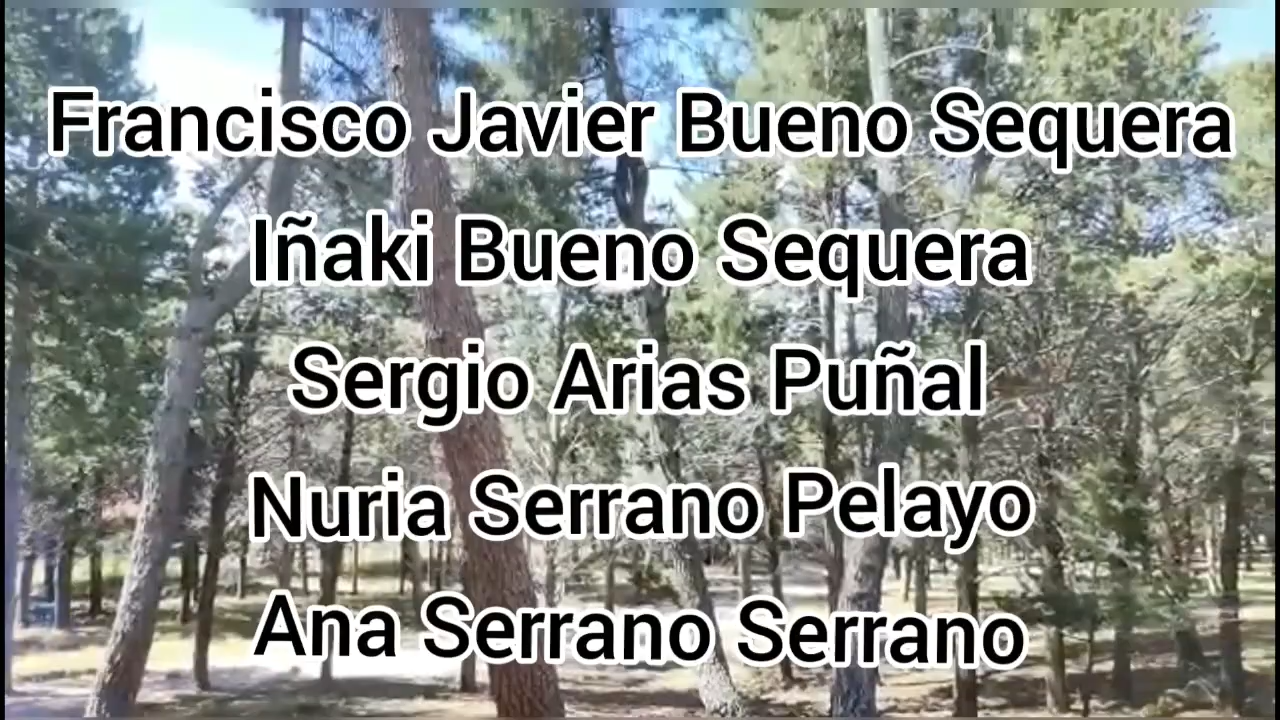 Francisco Javier Bueno Sequera
Iñaki Bueno Sequera
Sergio Arias Puñal
Nuria Serrano Pelayo
Ana Serrano Serrano